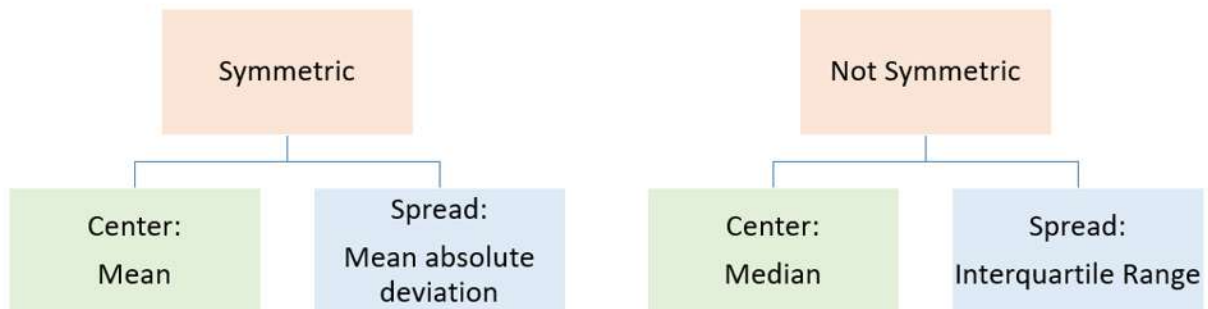 Symmetric
Center:
Mean
Spread:
Mean absolute
deviation
Not Symmetric
Center:
Median
Spread:
Interquartile Range